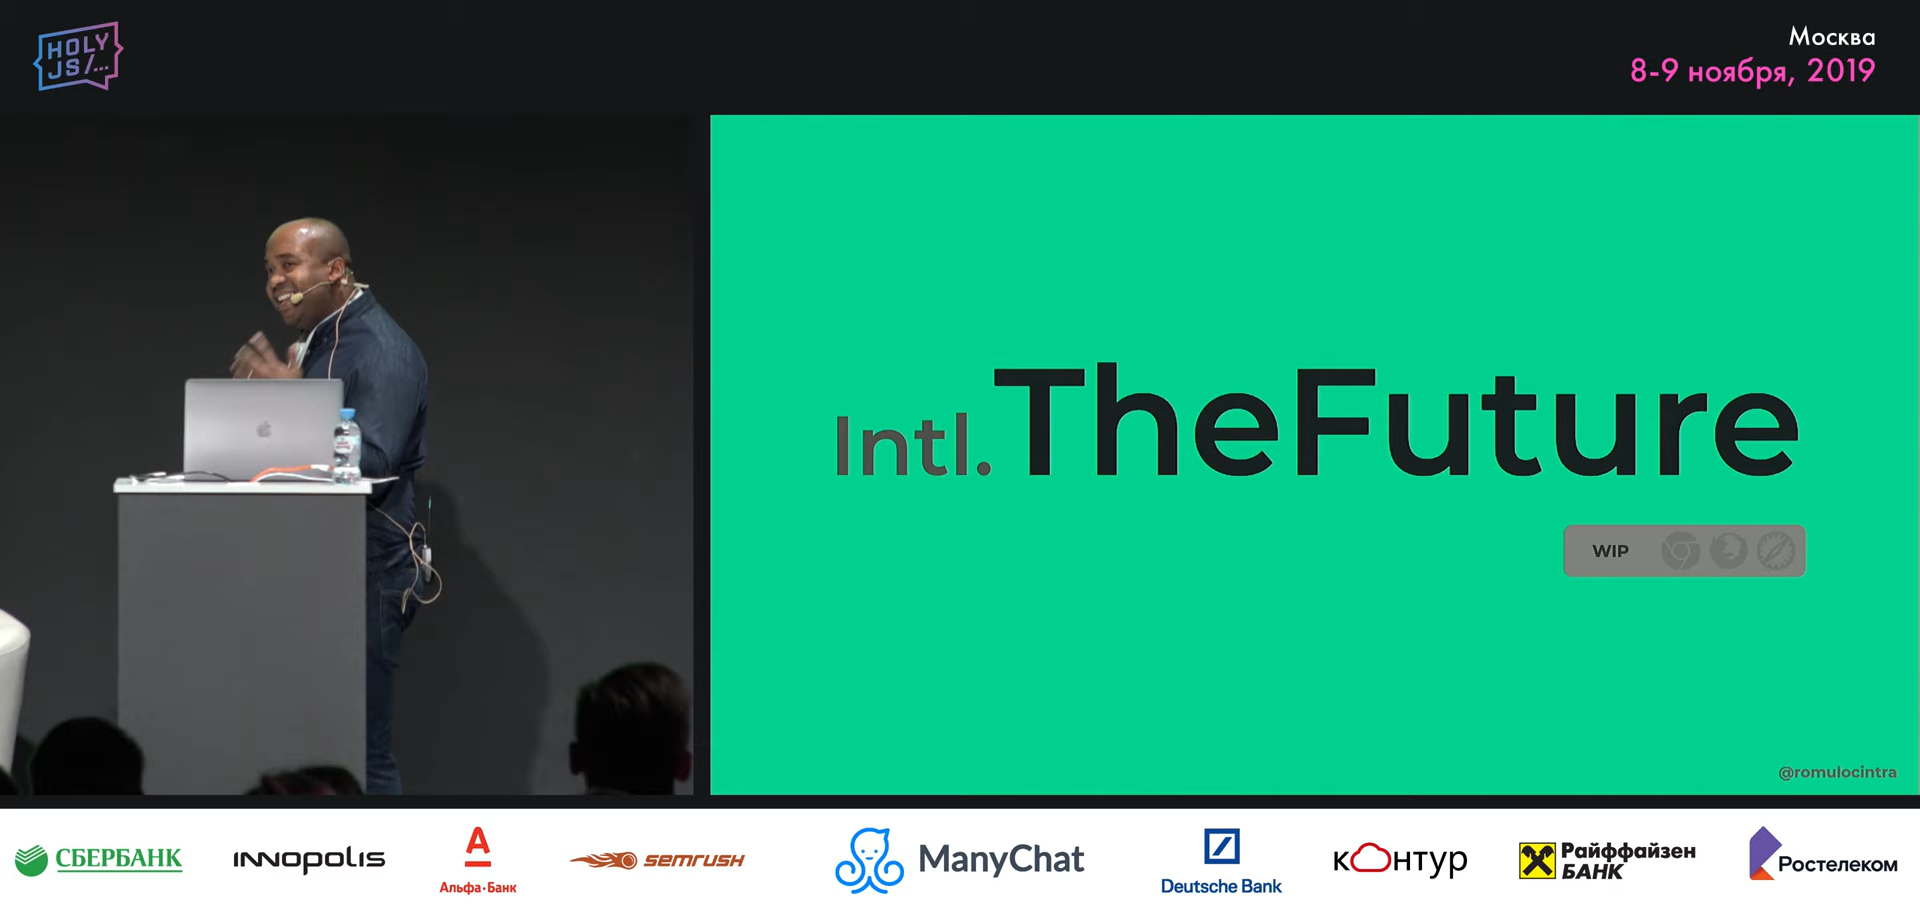 HOLY
JS/...
Москва
8-9 ноября, 2019
Intl.TheFuture
WIP
@romulocintra
СБЕРБАНК
INNOPOLIS
Альфа·Банк
semrush
ManyChat
Deutsche Bank
кОнтур
Райффайзен
БАНК
Ростелеком